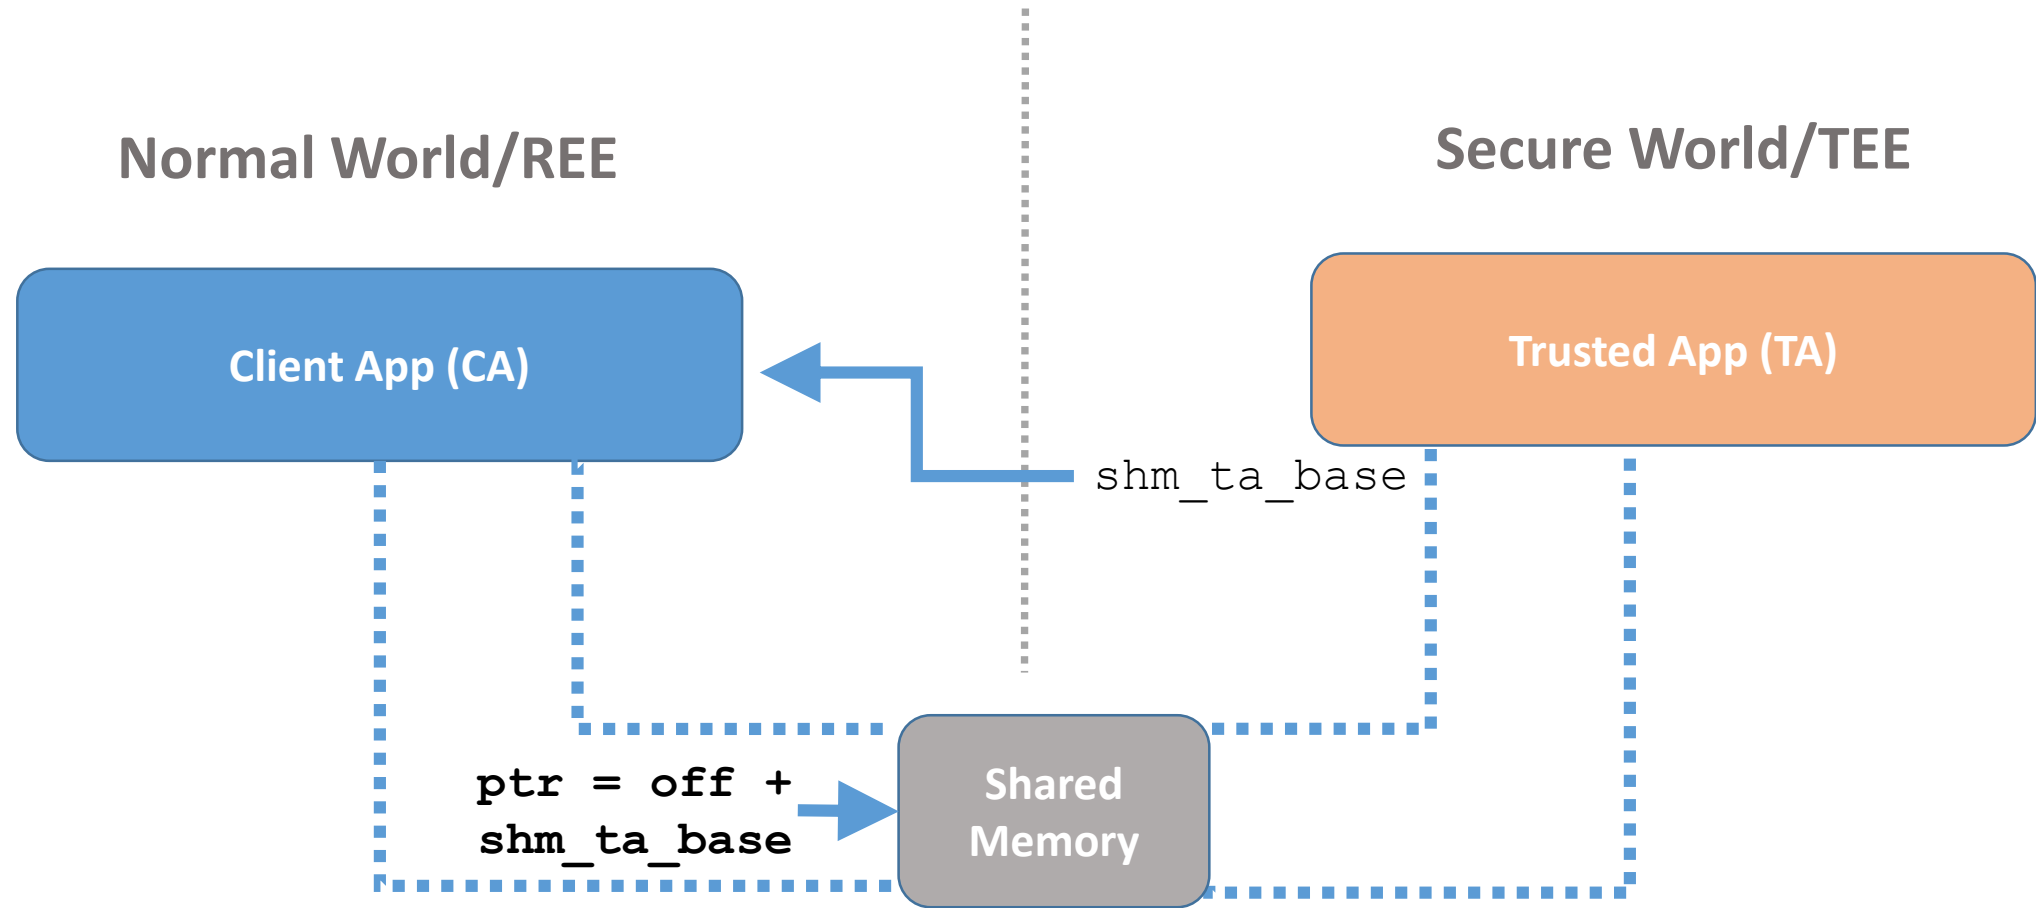 Normal World/REE
Secure World/TEE
Client App (CA)
Trusted App (TA)
shm_ta_base
ptr = off +
shm_ta_base
Shared
Memory